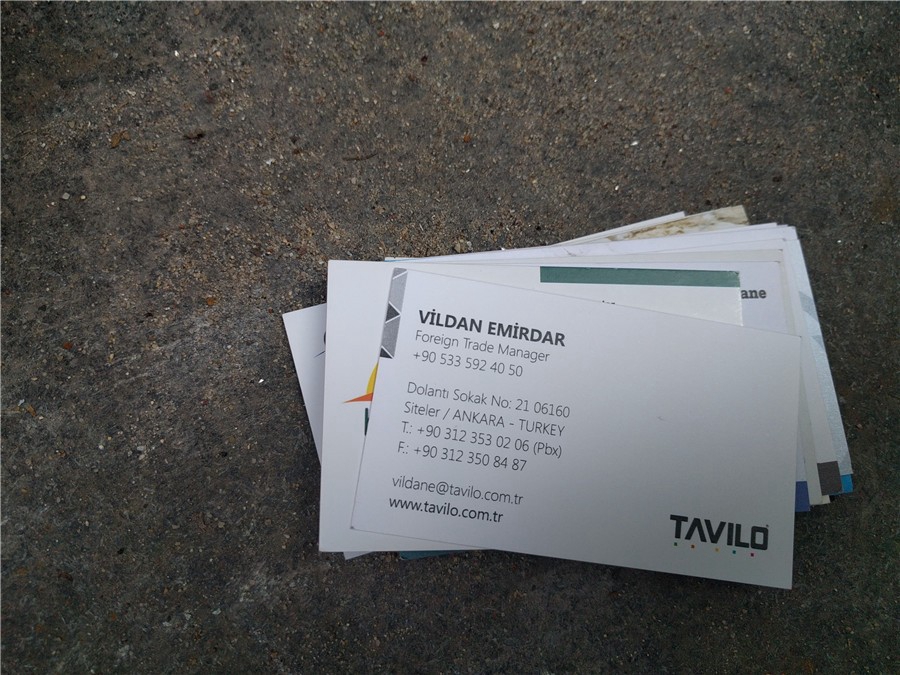 VİLDAN EMİRDAR
Foreign Trade Manager
+90 533 592 40 50
Dolantı Sokak No: 21 06160
Siteler / ANKARA - TURKEY
T.: +90 312 353 02 06 (Pbx)
F.: +90 312 350 84 87
vildane@tavilo.com.tr
www.tavilo.com.tr
TAVILO
ane